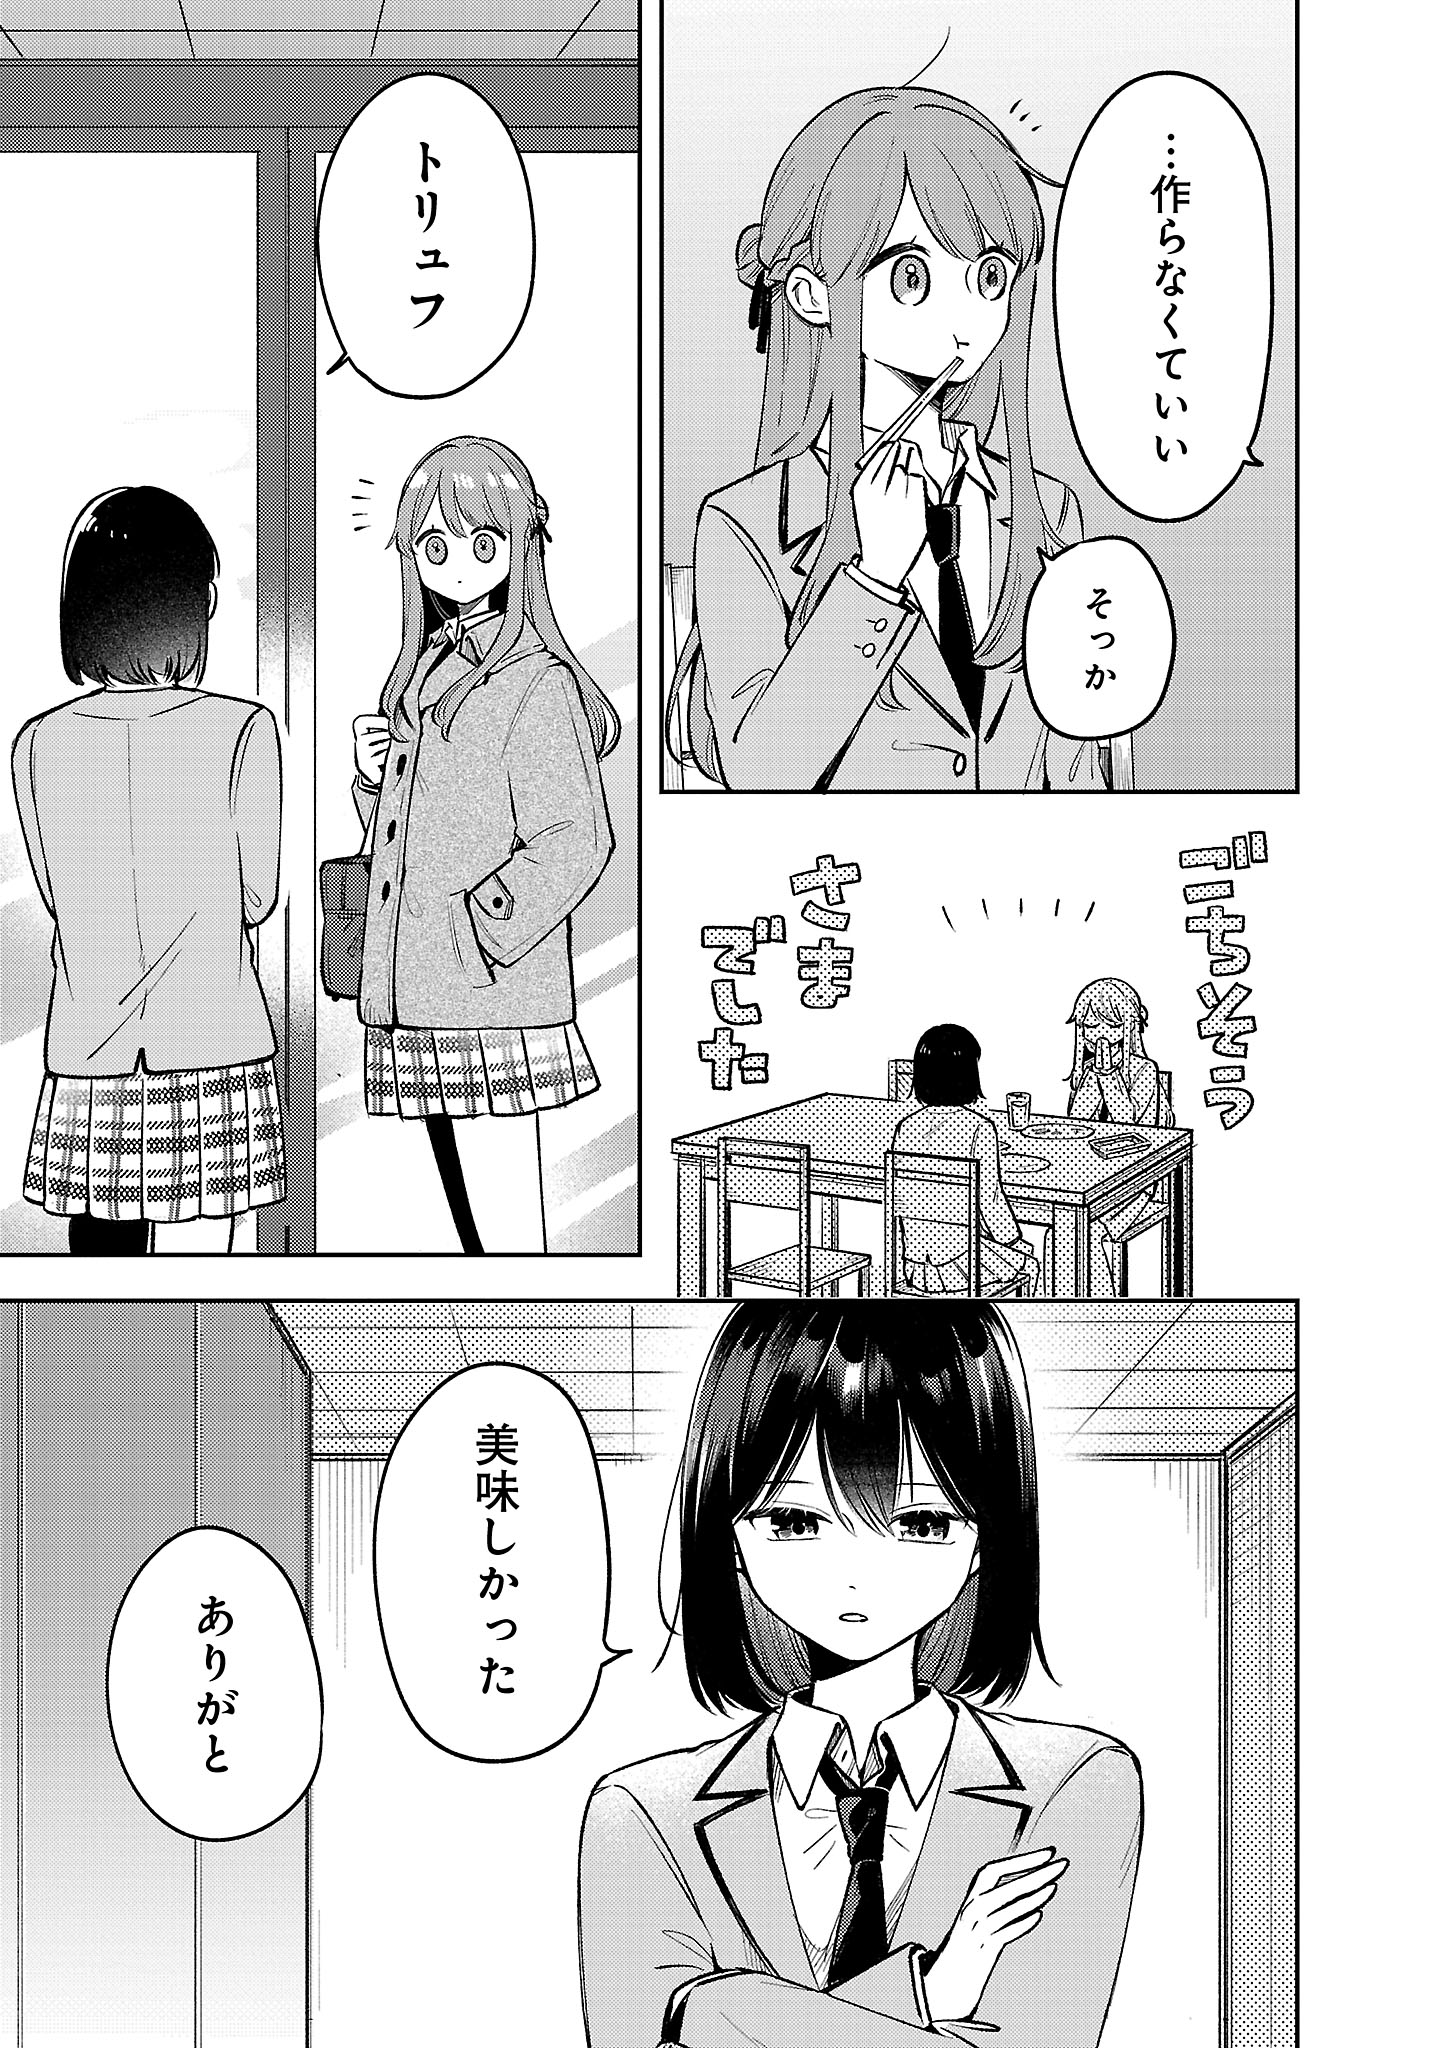 …作らなくていい
そっか
ごちそう
さま
でした
トリュフ
美味しかった
ありがと